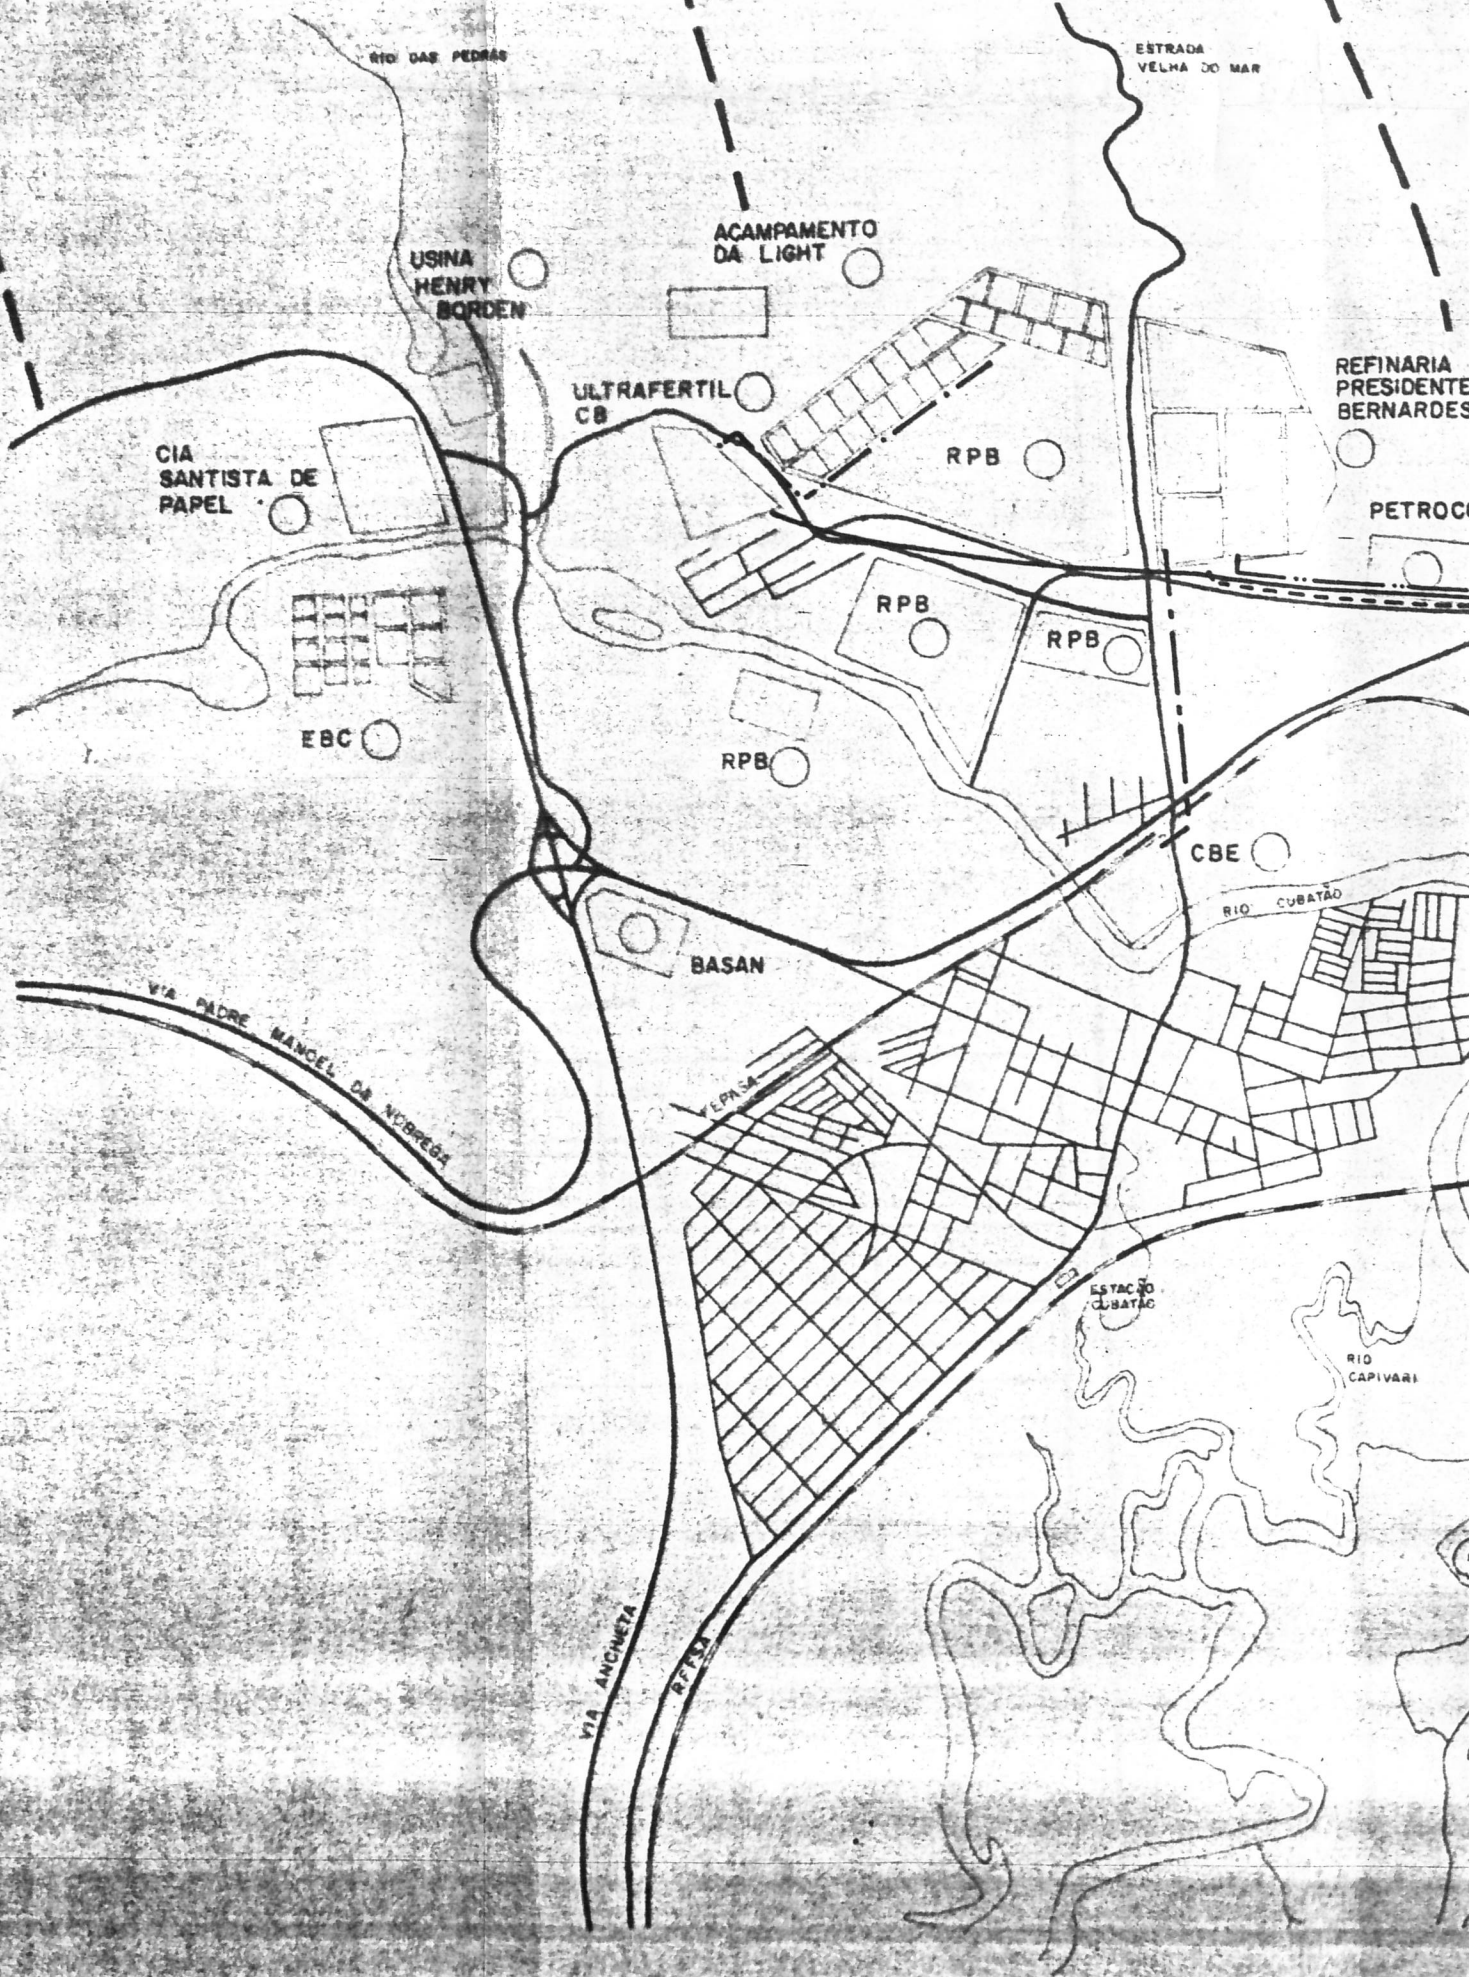 RIO DAS PEDRAS
ESTRADA
VELHA DO MAR
USINA
HENRY
BORDEN
ACAMPAMENTO
DA LIGHT
REFINARIA
PRESIDENTE
BERNARDES
ULTRAFERTIL
CB
CIA
SANTISTA DE
PAPEL
RPB
PETROCO
RPB
RPB
EBC
RPB
CBE
RIO CUBATÃO
BASAN
VIA PADRE MANOEL DA NOBREGA
FEPASA
ESTAÇÃO
CUBATÃO
RIO
CAPIVARI
VIA ANCHIETA
RFFSA